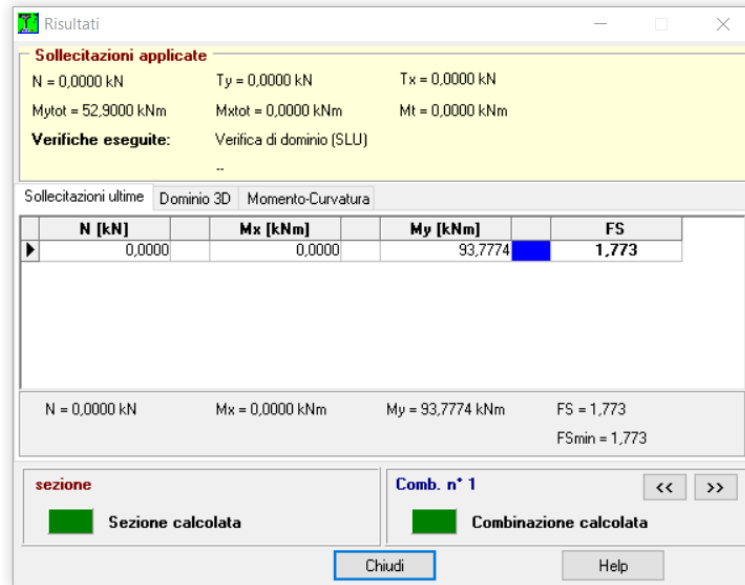 Risultati
Sollecitazioni applicate
N = 0,0000 kN Ty = 0,0000 kN Tx = 0,0000 kN
Mytot = 52,9000 kNm Mxtot = 0,0000 kNm Mt = 0,0000 kNm
Verifiche eseguite: Verifica di dominio (SLU)
--
Sollecitazioni ultime Dominio 3D Momento-Curvatura
N [kN] Mx [kNm] My [kNm] FS
0,0000 0,0000 93,7774 1,773
N = 0,0000 kN Mx = 0,0000 kNm My = 93,7774 kNm FS = 1,773
FSmin = 1,773
sezione Comb. n° 1 << >>
Sezione calcolata Combinazione calcolata
Chiudi Help